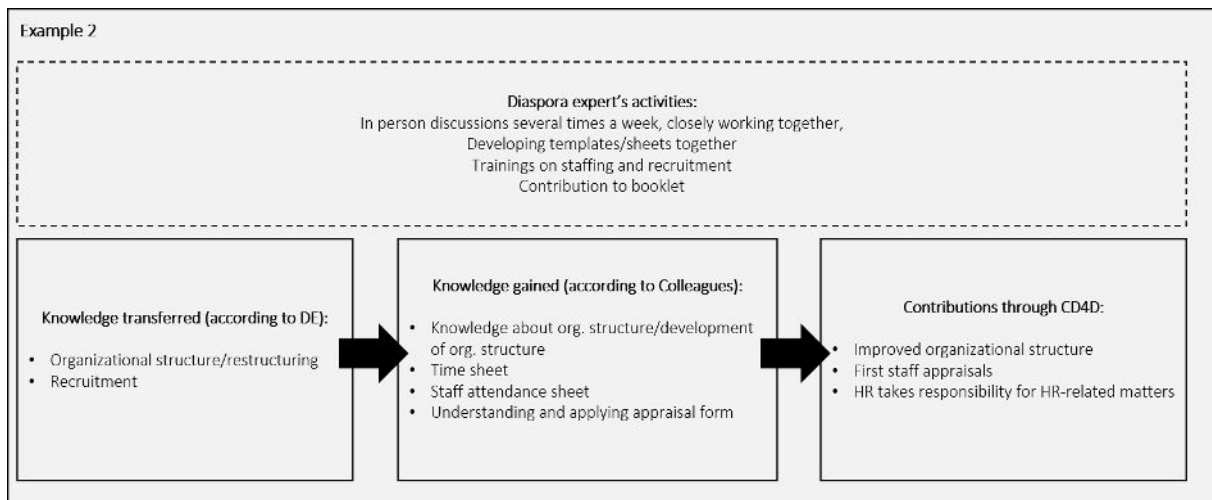 Example 2
Diaspora expert's activities:
In person discussions several times a week, closely working together,
Developing templates/sheets together
Trainings on staffing and recruitment
Contribution to booklet
Knowledge transferred (according to DE):
• Organizational structure/restructuring
• Recruitment
Knowledge gained (according to Colleagues):
• Knowledge about org. structure/development
of org. structure
• Time sheet
• Staff attendance sheet
• Understanding and applying appraisal form
Contributions through CD4D:
• Improved organizational structure
• First staff appraisals
• HR takes responsibility for HR-related matters